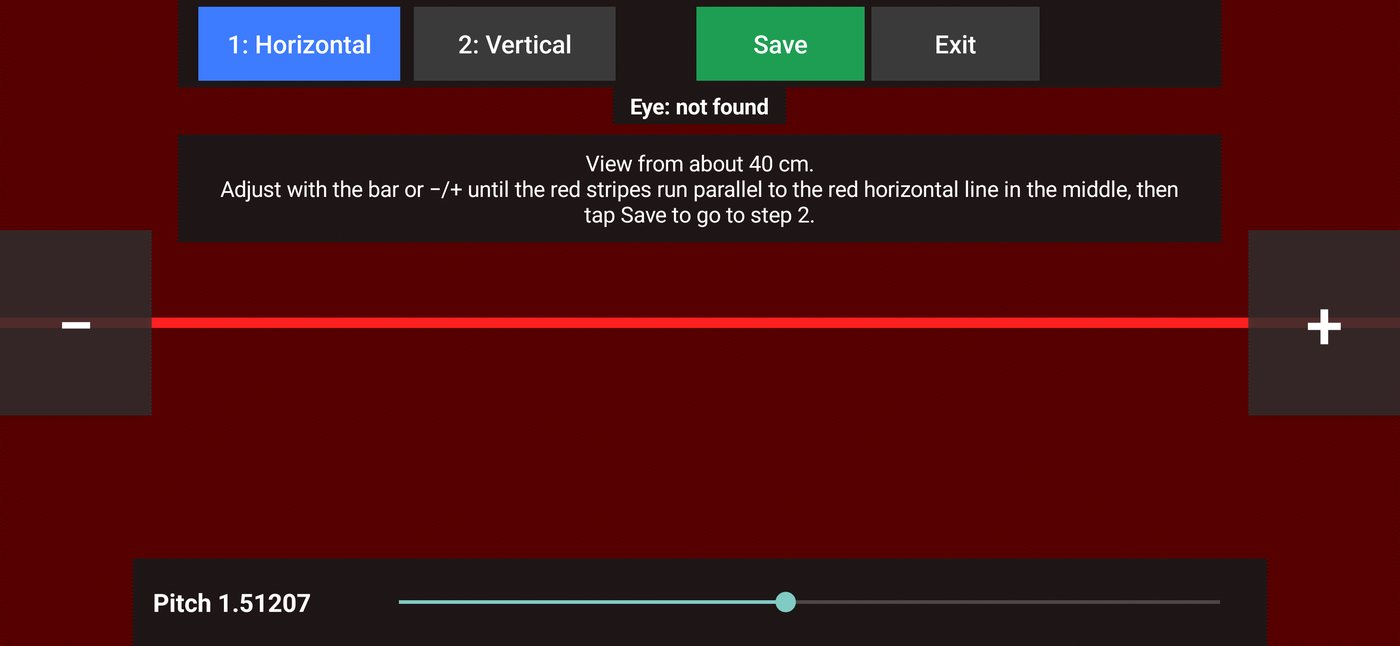 1: Horizontal
2: Vertical
Save
Exit
Eye: not found
View from about 40 cm.
Adjust with the bar or −/+ until the red stripes run parallel to the red horizontal line in the middle, then
tap Save to go to step 2.
−
+
Pitch 1.51207